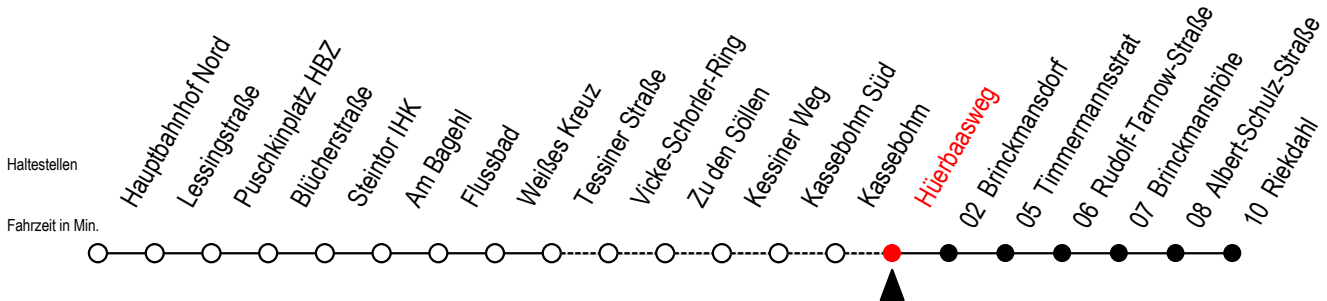 Haltestellen
Fahrzeit in Min.
Hauptbahnhof Nord
Lessingstraße
Puschkinplatz HBZ
Blücherstraße
Steintor IHK
Am Bagehl
Flussbad
Weißes Kreuz
Tessiner Straße
Vicke-Schorler-Ring
Zu den Söllen
Kessiner Weg
Kassebohm Süd
Kassebohm
Hüerbaasweg
02 Brinckmansdorf
05 Timmermannsstrat
06 Rudolf-Tarnow-Straße
07 Brinckmanshöhe
08 Albert-Schulz-Straße
10 Riekdahl